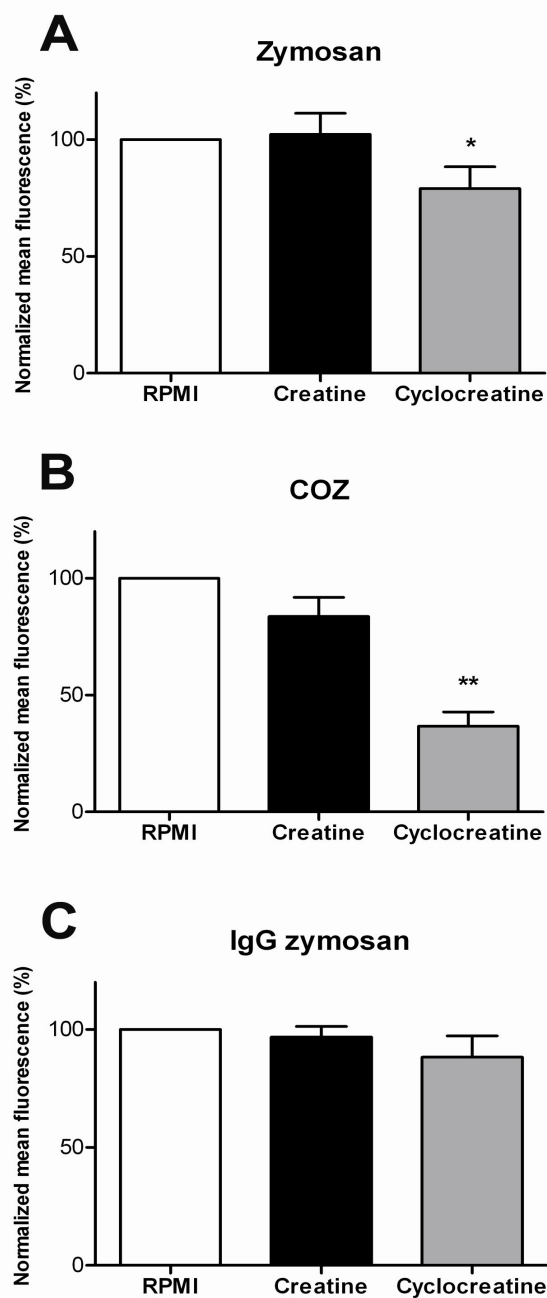 A
Zymosan
Normalized mean fluorescence (%)
100
50
0
*
RPMI Creatine Cyclocreatine
B
COZ
Normalized mean fluorescence (%)
100
50
0
**
RPMI Creatine Cyclocreatine
C
IgG zymosan
Normalized mean fluorescence (%)
100
50
0
RPMI Creatine Cyclocreatine